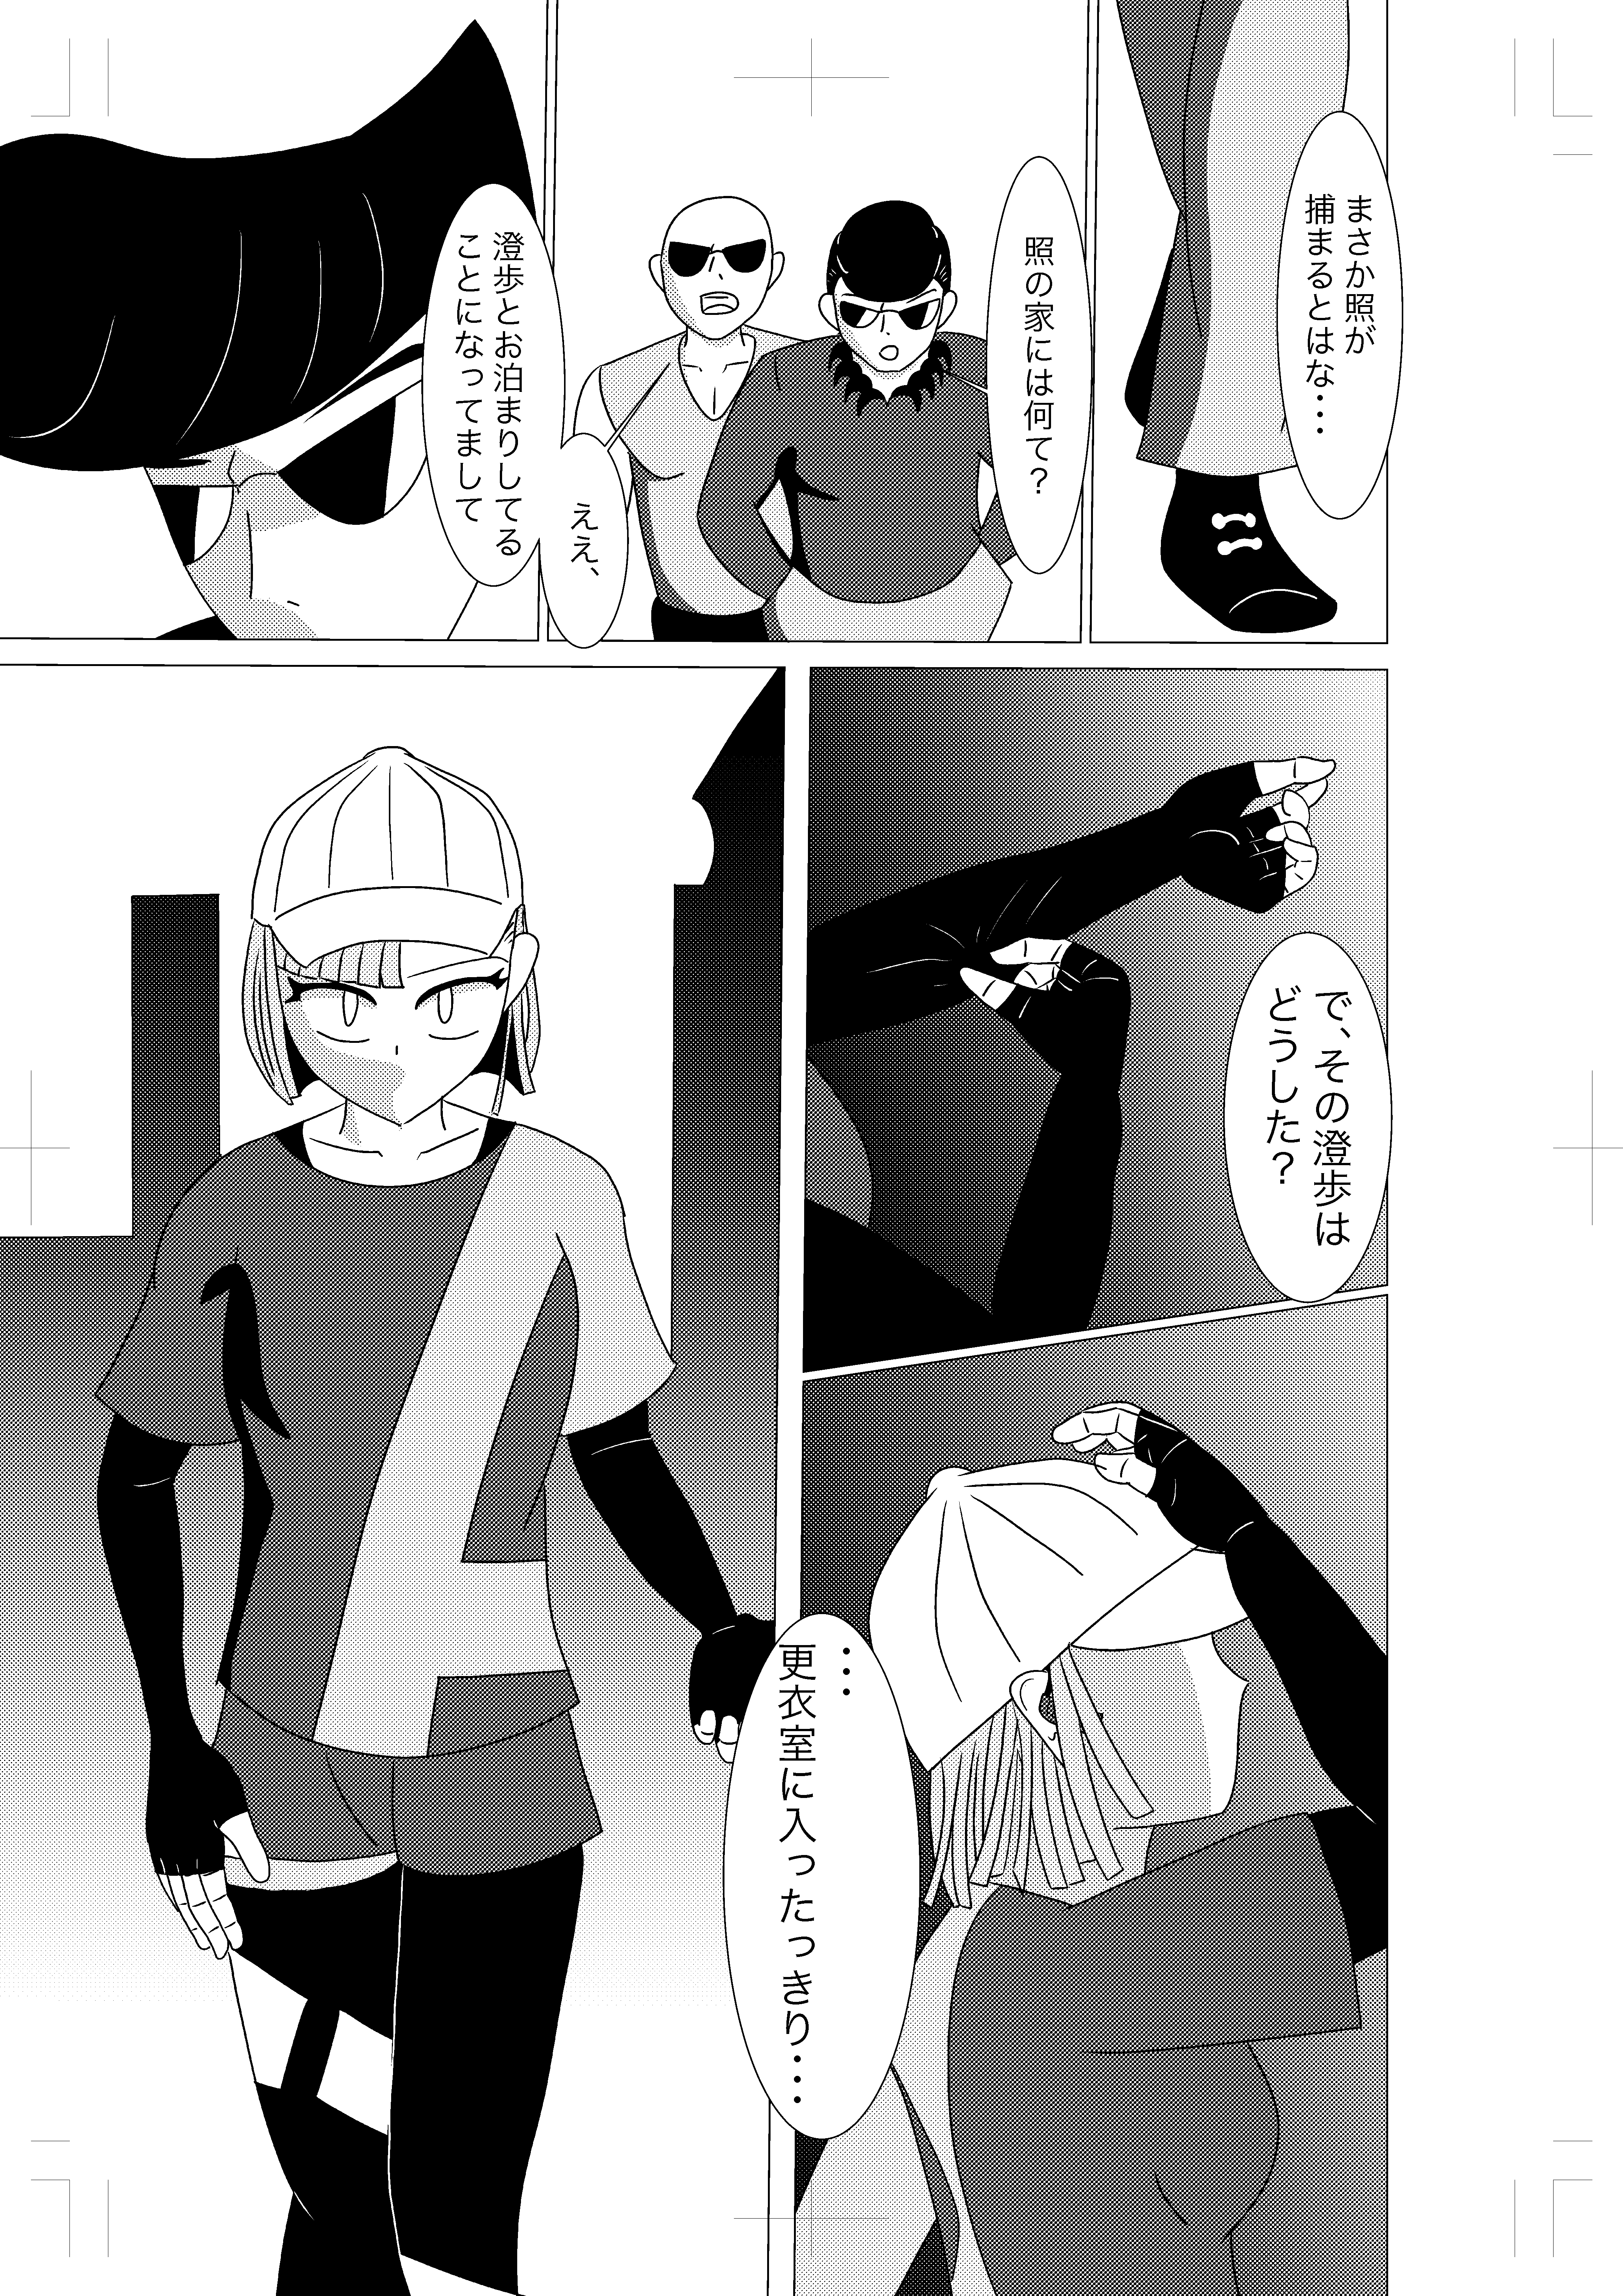 まさか照が
捕まるとはな・・・
照の家には何て？
ええ、
澄歩とお泊まりしてる
ことになってまして
で、その澄歩は
どうした？
・・・
更衣室に入ったっきり・・・